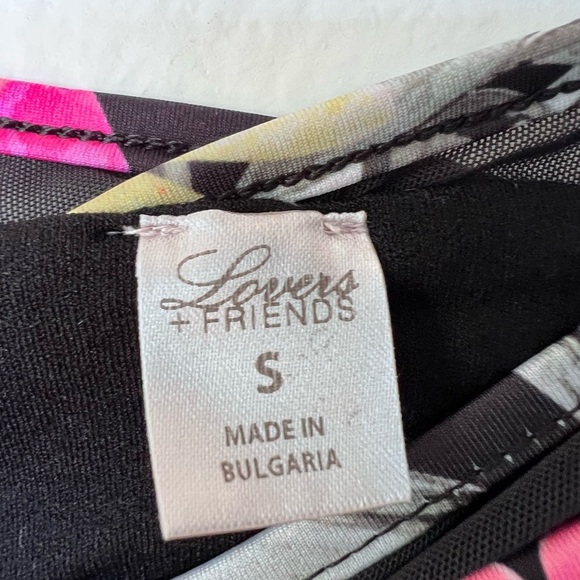 Lovers
+ FRIENDS
S
MADE IN
BULGARIA